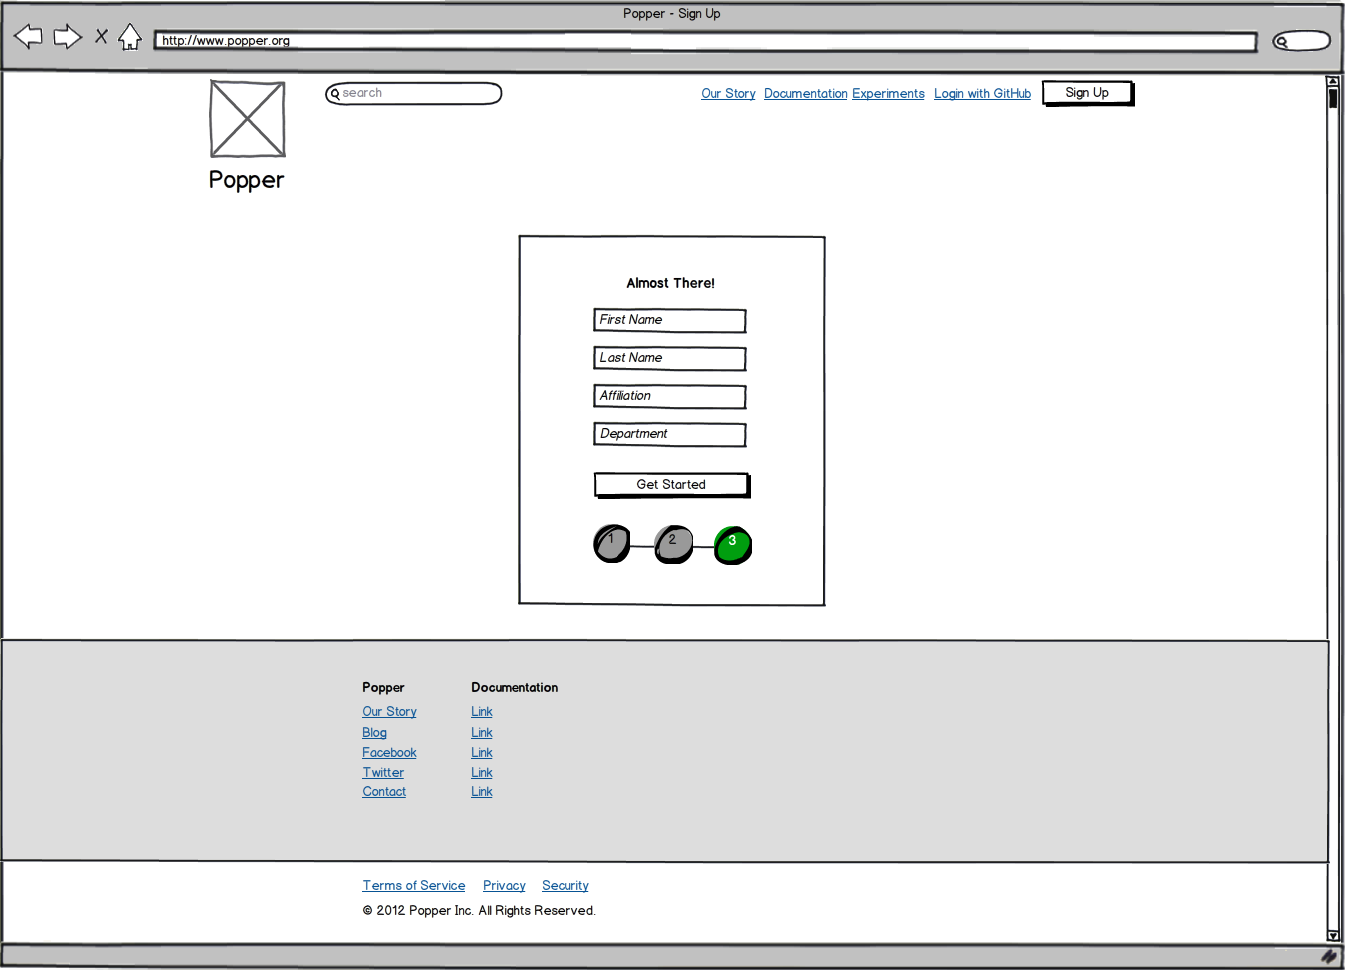 Popper - Sign Up
http://www.popper.org
search
Our Story Documentation Experiments Login with GitHub Sign Up
Popper
Almost There!
First Name
Last Name
Affiliation
Department
Get Started
1 2 3
Popper Documentation
Our Story Link
Blog Link
Facebook Link
Twitter Link
Contact Link
Terms of Service Privacy Security
© 2012 Popper Inc. All Rights Reserved.